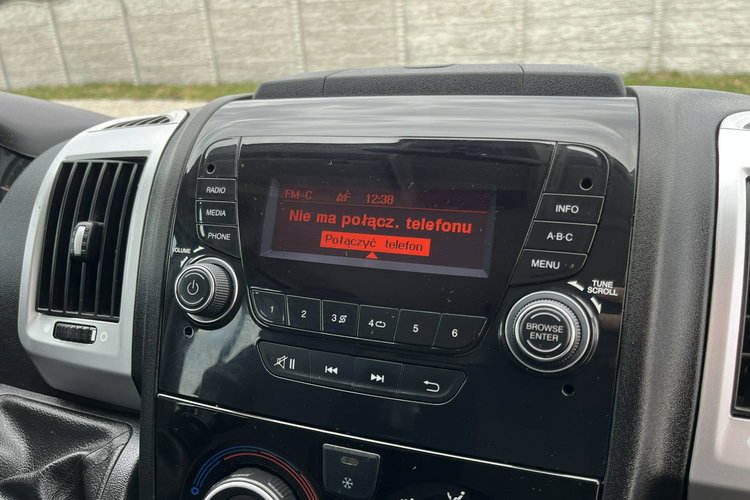 FM-C 12:38
Nie ma połącz. telefonu
Połączyć telefon
RADIO
MEDIA
PHONE
INFO
A·B·C
MENU
VOLUME
TUNE
SCROLL
BROWSE
ENTER
1 2 3 4 5 6